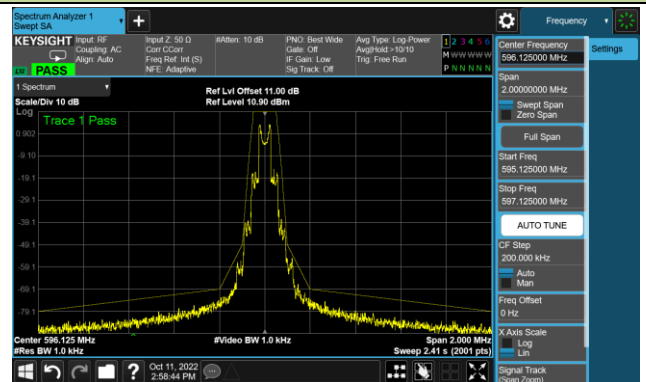 Spectrum Analyzer 1
Swept SA
Frequency
KEYSIGHT
Input: RF
Coupling: AC
Align: Auto
Input Z: 50 Ω
Corr CCorr
Freq Ref: Int (S)
NFE: Adaptive
#Atten: 10 dB
PNO: Best Wide
Gate: Off
IF Gain: Low
Sig Track: Off
Avg Type: Log-Power
Avg|Hold >10/10
Trig: Free Run
1 2 3 4 5 6
M W W W W W
P N N N N N
PASS
1 Spectrum
Scale/Div 10 dB
Ref Lvl Offset 11.00 dB
Ref Level 10.90 dBm
Log
Trace 1 Pass
0.902
-9.10
-19.1
-29.1
-39.1
-49.1
-59.1
-69.1
-79.1
Center 596.125 MHz
#Video BW 1.0 kHz
Span 2.000 MHz
#Res BW 1.0 kHz
Sweep 2.41 s (2001 pts)
Oct 11, 2022
2:58:44 PM
Center Frequency
596.125000 MHz
Settings
Span
2.00000000 MHz
Swept Span
Zero Span
Full Span
Start Freq
595.125000 MHz
Stop Freq
597.125000 MHz
AUTO TUNE
CF Step
200.000 kHz
Auto
Man
Freq Offset
0 Hz
X Axis Scale
Log
Lin
Signal Track
(Span Zoom)